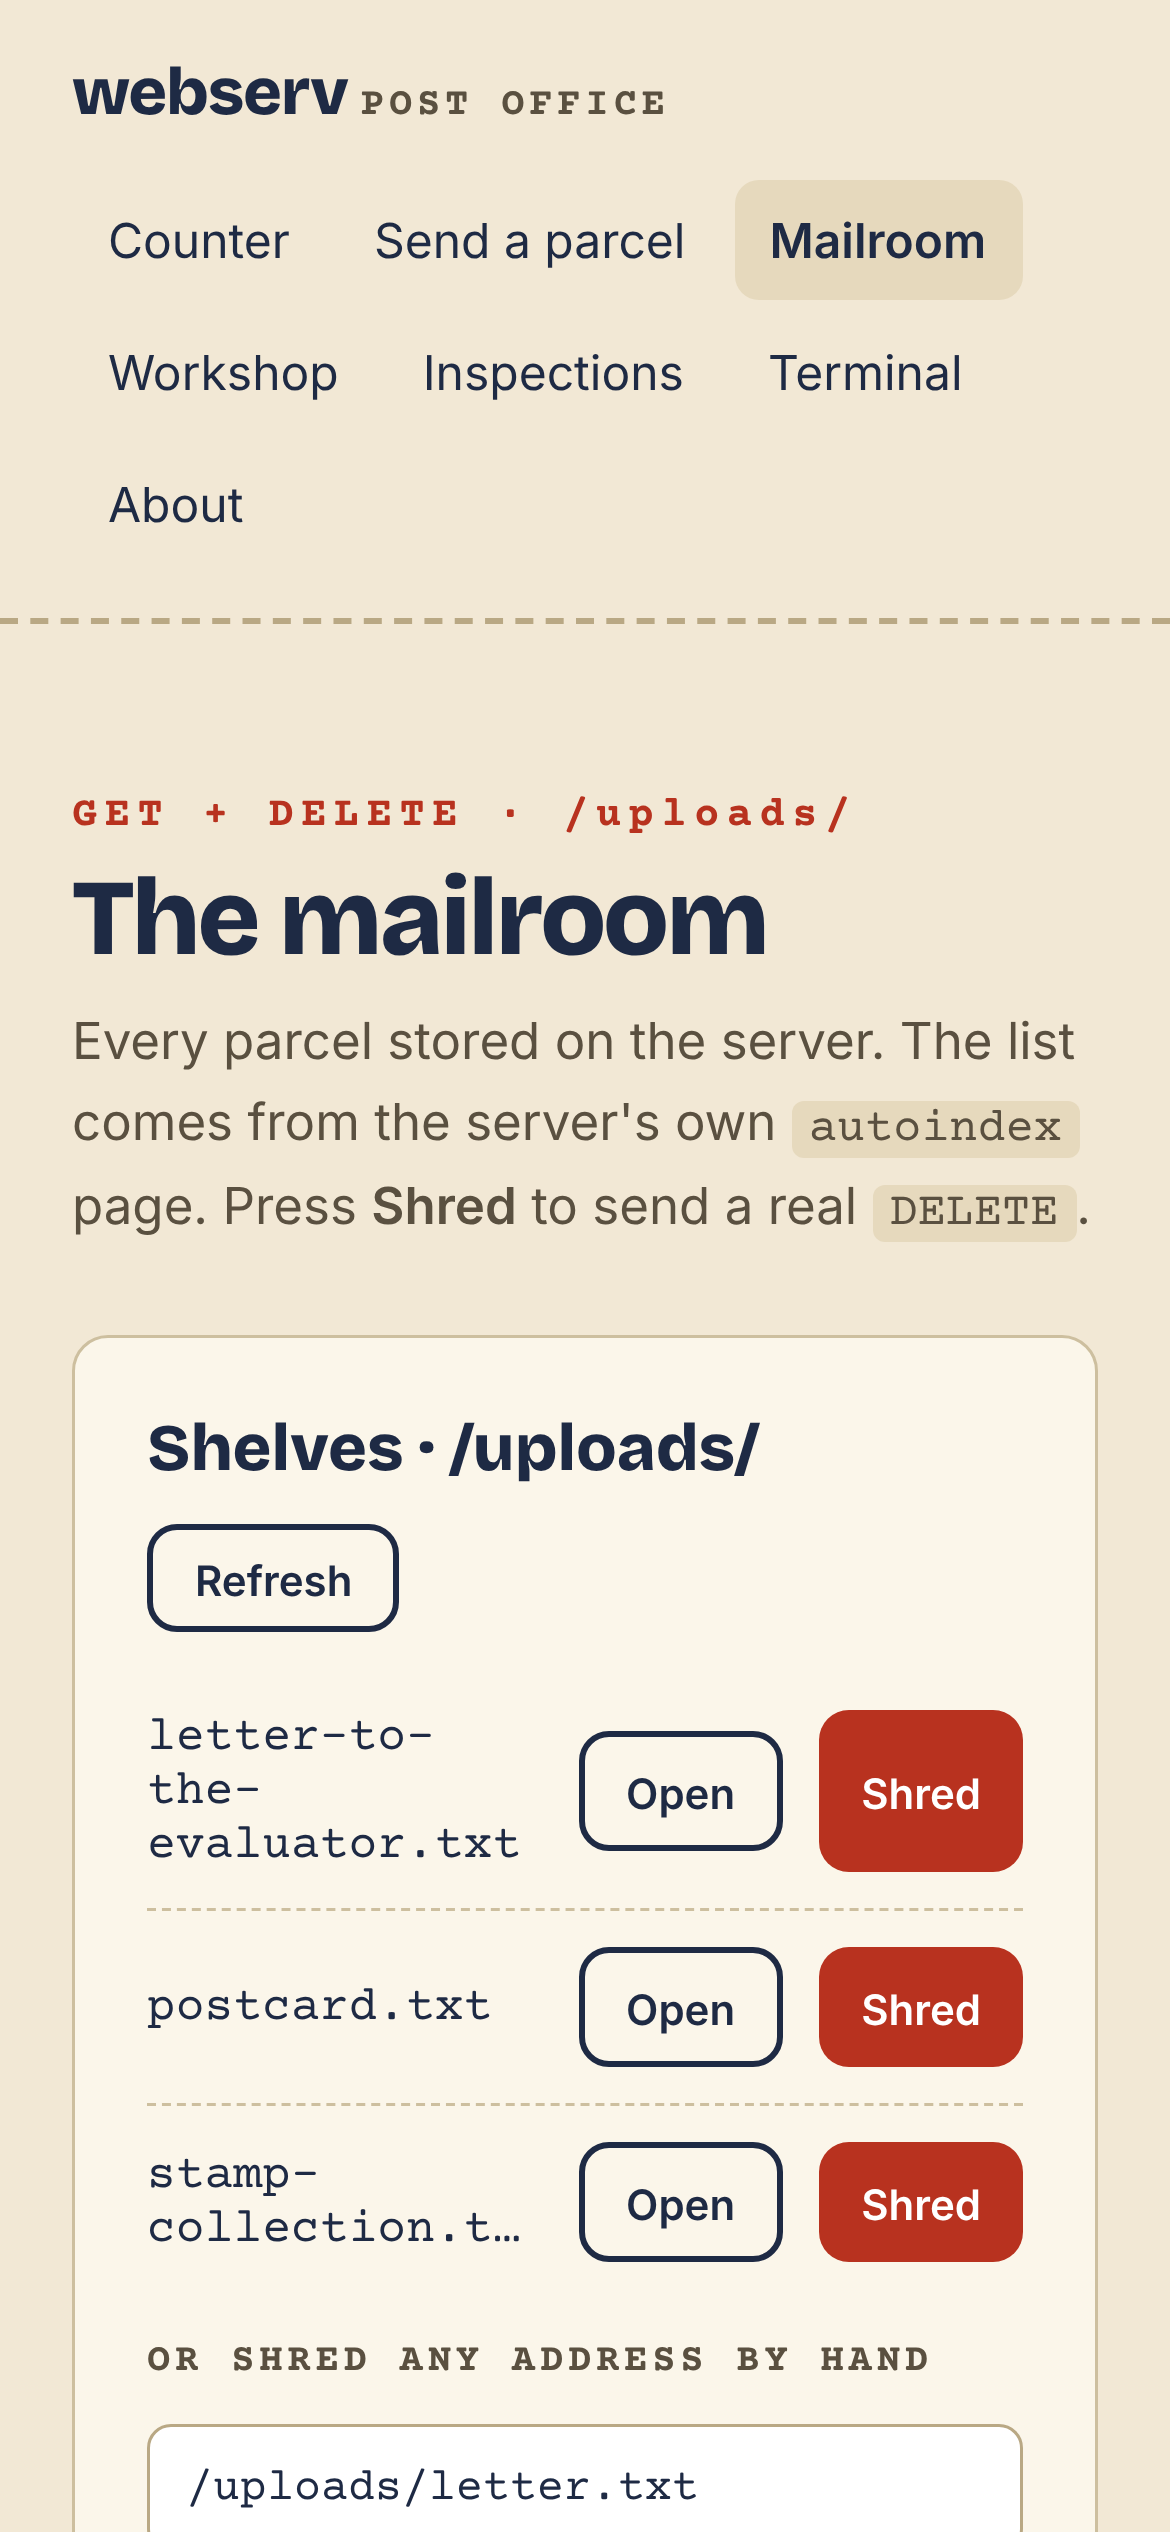 webserv POST OFFICE
Counter Send a parcel Mailroom
Workshop Inspections Terminal
About
GET + DELETE · /uploads/
The mailroom
Every parcel stored on the server. The list
comes from the server's own autoindex
page. Press Shred to send a real DELETE.
Shelves · /uploads/
Refresh
letter-to-
the-
evaluator.txt
Open Shred
postcard.txt Open Shred
stamp-
collection.t…
Open Shred
OR SHRED ANY ADDRESS BY HAND
/uploads/letter.txt